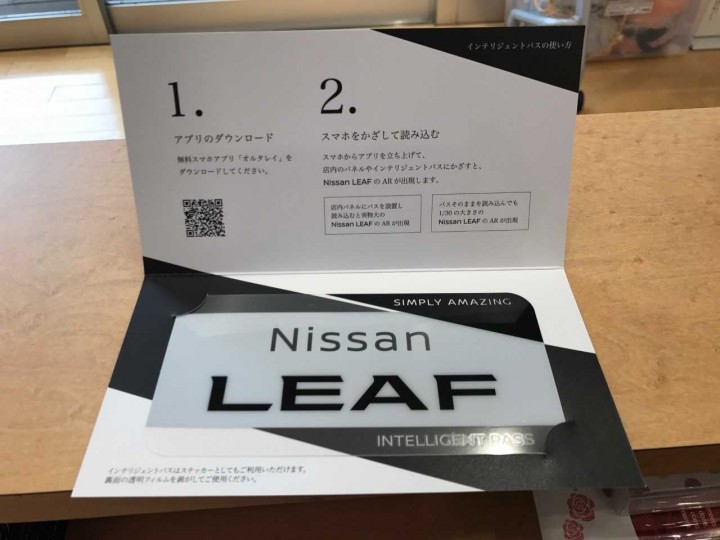 インテリジェントパスの使い方
1.
アプリのダウンロード
無料スマホアプリ「オルタレイ」を
ダウンロードしてください。
2.
スマホをかざして読み込む
スマホからアプリを立ち上げて、
店内のパネルやインテリジェントパスにかざすと、
Nissan LEAF の AR が出現します。
店内パネルにパスを設置し
読み込むと実物大の
Nissan LEAF の AR が出現
パスそのままを読み込んでも
1/30 の大きさの
Nissan LEAF の AR が出現
SIMPLY AMAZING
Nissan
LEAF
INTELLIGENT PASS
インテリジェントパスはステッカーとしてもご利用いただけます。
裏面の透明フィルムを剥がしてご使用ください。